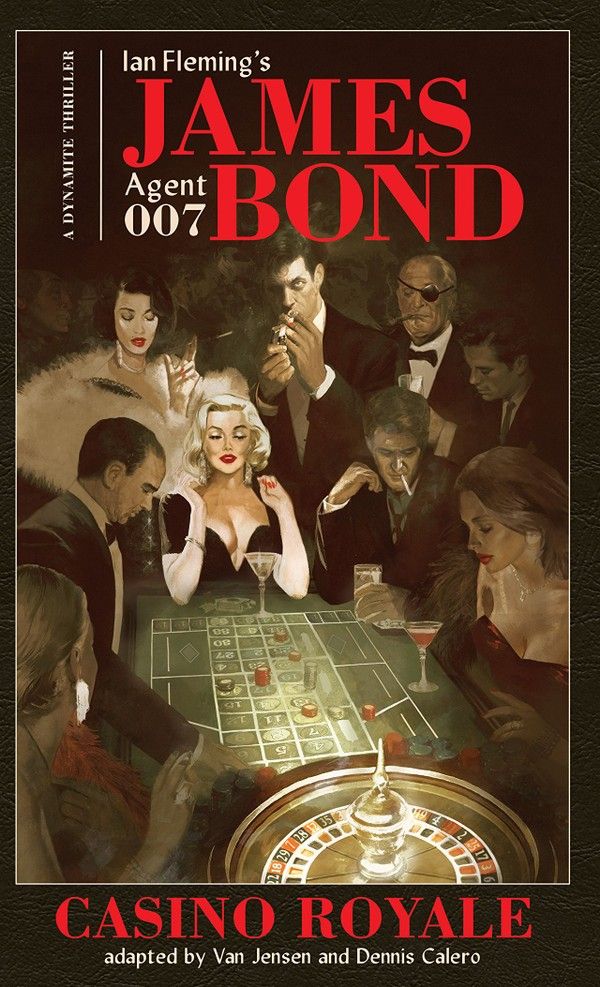 A DYNAMITE THRILLER
Ian Fleming's
JAMES
Agent
007 BOND
CASINO ROYALE
adapted by Van Jensen and Dennis Calero